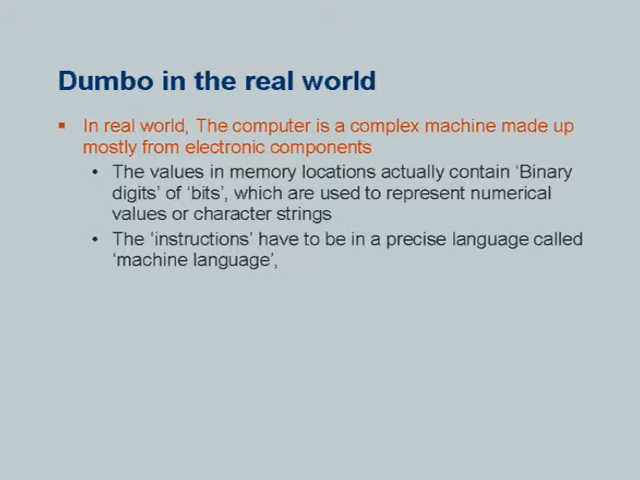 Dumbo in the real world
▪ In real world, The computer is a complex machine made up
mostly from electronic components
• The values in memory locations actually contain ‘Binary
digits’ of ‘bits’, which are used to represent numerical
values or character strings
• The ‘instructions’ have to be in a precise language called
‘machine language’,